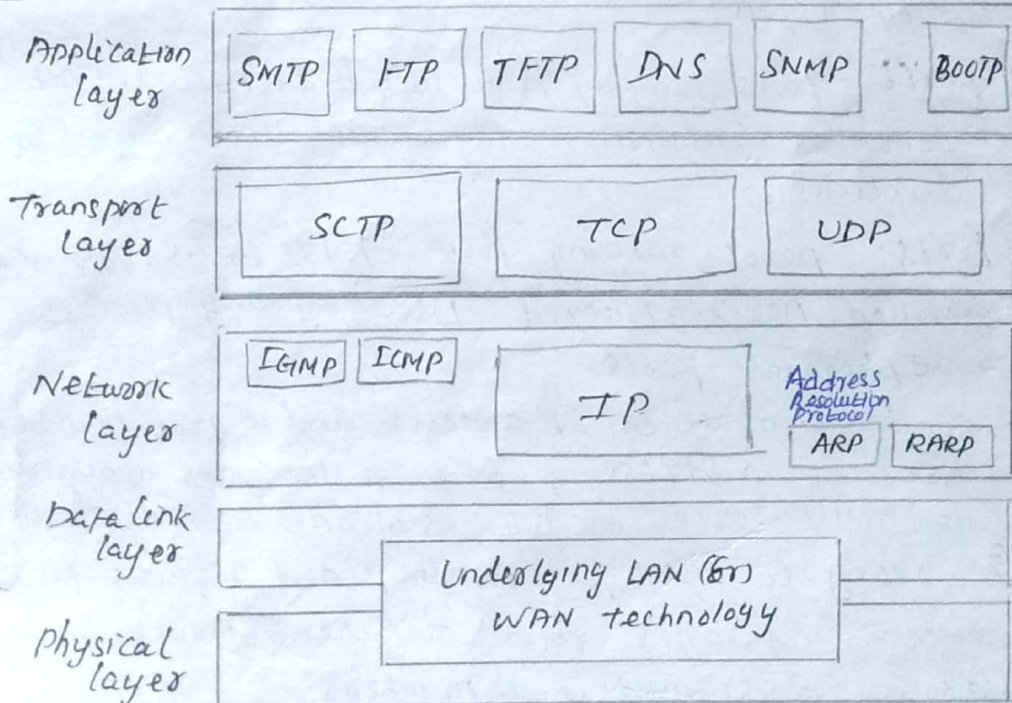 Application
layer
SMTP FTP TFTP DNS SNMP ... BOOTP
Transport
layer
SCTP TCP UDP
Network
layer
IGMP ICMP
IP
Address
Resolution
Protocol
ARP RARP
Data link
layer
Underlying LAN (or)
WAN technology
Physical
layer